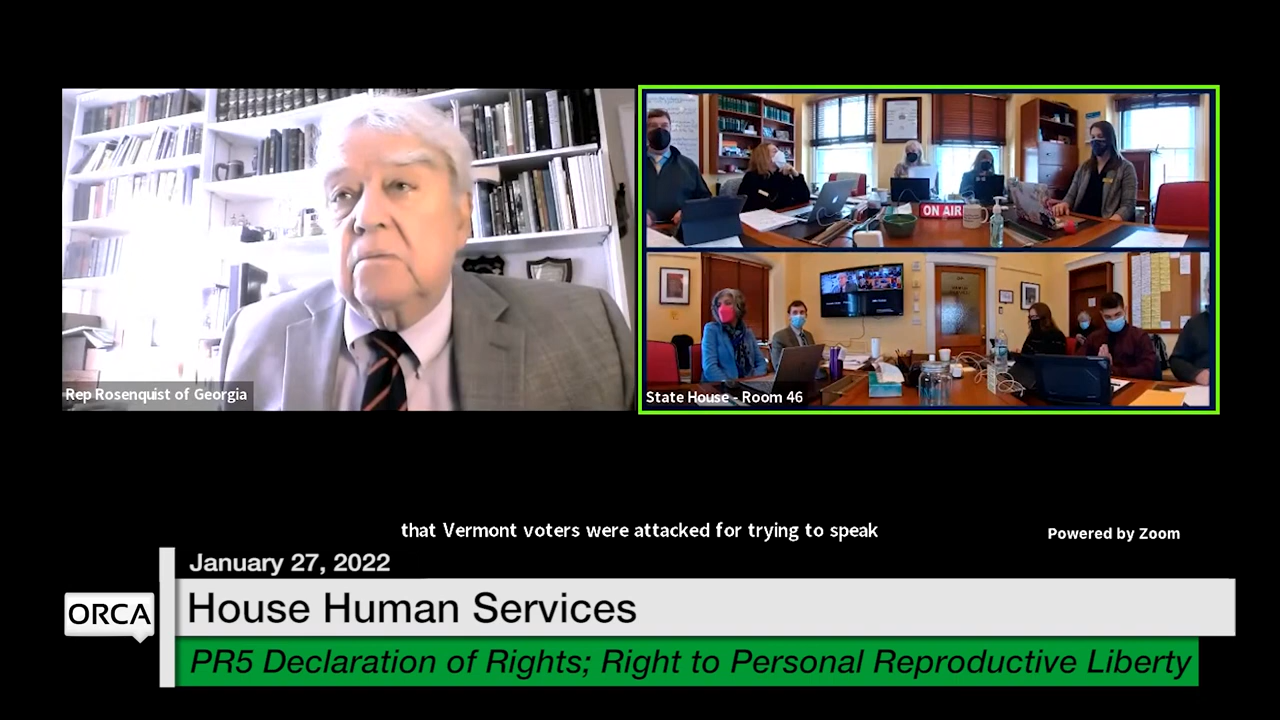 ON AIR
Rep Rosenquist of Georgia
State House - Room 46
that Vermont voters were attacked for trying to speak
Powered by Zoom
January 27, 2022
ORCA
House Human Services
PR5 Declaration of Rights; Right to Personal Reproductive Liberty